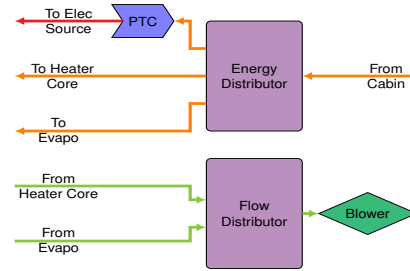 To Elec
Source
PTC
To Heater
Core
Energy
Distributor
From
Cabin
To
Evapo
From
Heater Core
Flow
Distributor
Blower
From
Evapo